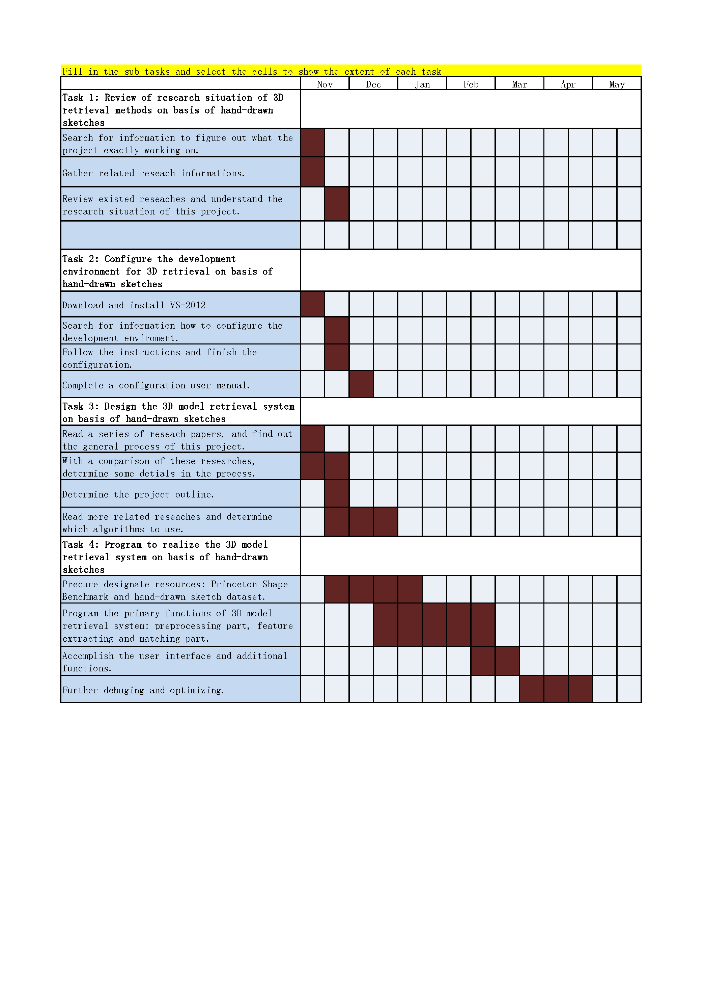 Fill in the sub-tasks and select the cells to show the extent of each task
Nov Dec Jan Feb Mar Apr May
Task 1: Review of research situation of 3D
retrieval methods on basis of hand-drawn
sketches
Search for information to figure out what the
project exactly working on.
Gather related reseach informations.
Review existed reseaches and understand the
research situation of this project.
Task 2: Configure the development
environment for 3D retrieval on basis of
hand-drawn sketches
Download and install VS-2012
Search for information how to configure the
development enviroment.
Follow the instructions and finish the
configuration.
Complete a configuration user manual.
Task 3: Design the 3D model retrieval system
on basis of hand-drawn sketches
Read a series of reseach papers, and find out
the general process of this project.
With a comparison of these researches,
determine some detials in the process.
Determine the project outline.
Read more related reseaches and determine
which algorithms to use.
Task 4: Program to realize the 3D model
retrieval system on basis of hand-drawn
sketches
Precure designate resources: Princeton Shape
Benchmark and hand-drawn sketch dataset.
Program the primary functions of 3D model
retrieval system: preprocessing part, feature
extracting and matching part.
Accomplish the user interface and additional
functions.
Further debuging and optimizing.